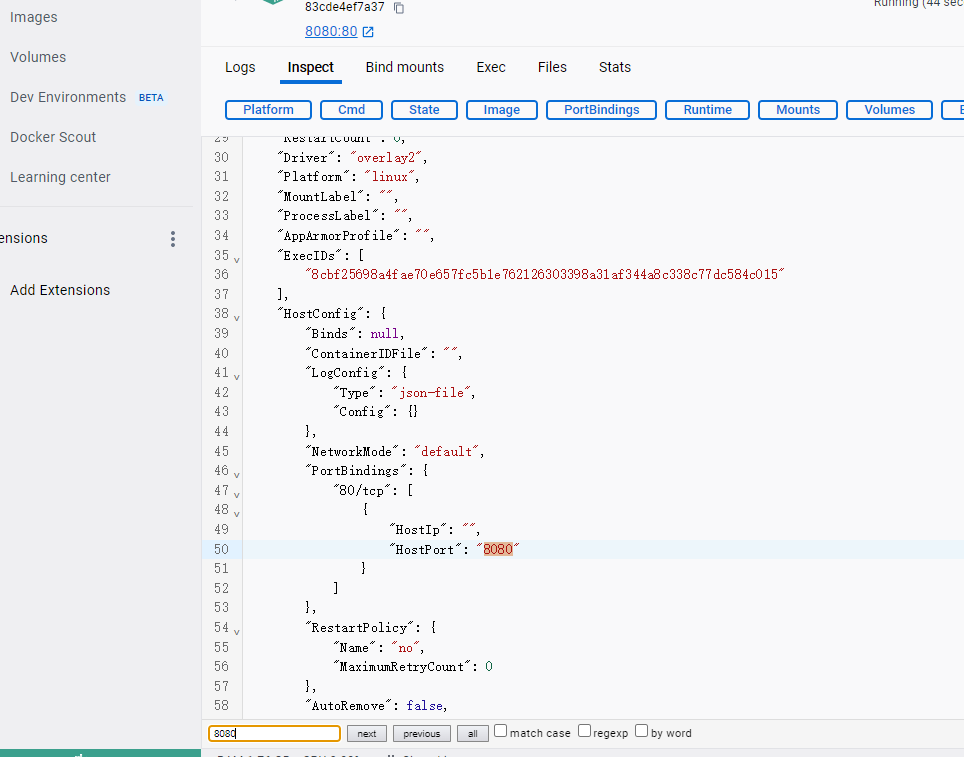 Images
Volumes
Dev Environments BETA
Docker Scout
Learning center
ensions
Add Extensions
83cde4ef7a37
8080:80
Running (44 sec
Logs Inspect Bind mounts Exec Files Stats
Platform Cmd State Image PortBindings Runtime Mounts Volumes E
29 "RestartCount": 0,
30 "Driver": "overlay2",
31 "Platform": "linux",
32 "MountLabel": "",
33 "ProcessLabel": "",
34 "AppArmorProfile": "",
35 "ExecIDs": [
36 "8cbf25698a4fae70e657fc5b1e762126303398a31af344a8c338c77dc584c015"
37 ],
38 "HostConfig": {
39 "Binds": null,
40 "ContainerIDFile": "",
41 "LogConfig": {
42 "Type": "json-file",
43 "Config": {}
44 },
45 "NetworkMode": "default",
46 "PortBindings": {
47 "80/tcp": [
48 {
49 "HostIp": "",
50 "HostPort": "8080"
51 }
52 ]
53 },
54 "RestartPolicy": {
55 "Name": "no",
56 "MaximumRetryCount": 0
57 },
58 "AutoRemove": false,
8080 next previous all match case regexp by word